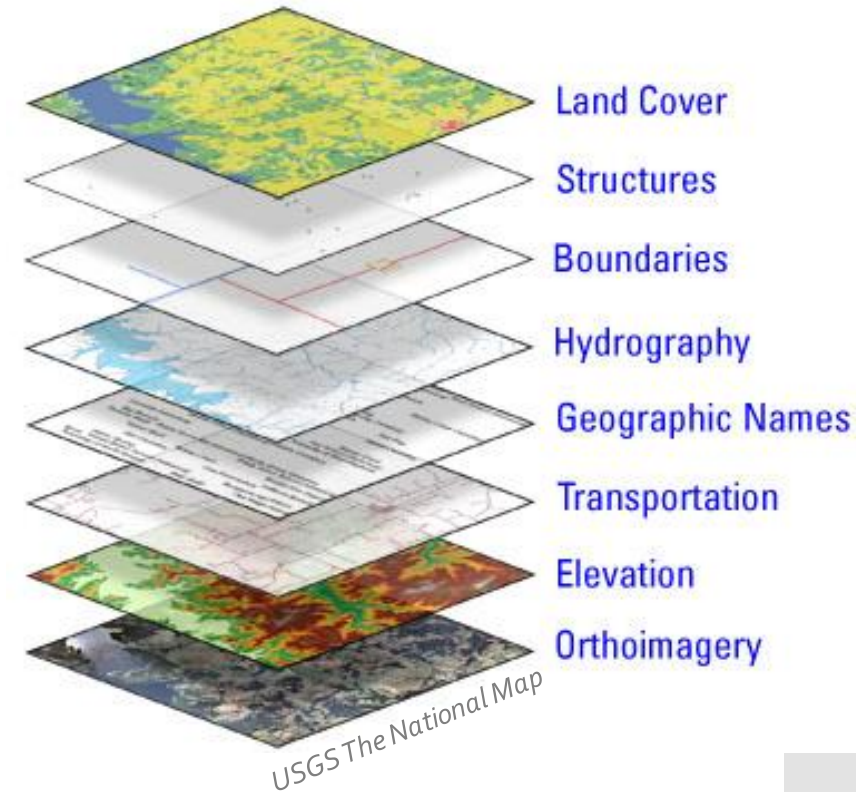 Land Cover
Structures
Boundaries
Hydrography
Geographic Names
Transportation
Elevation
Orthoimagery
USGS The National Map